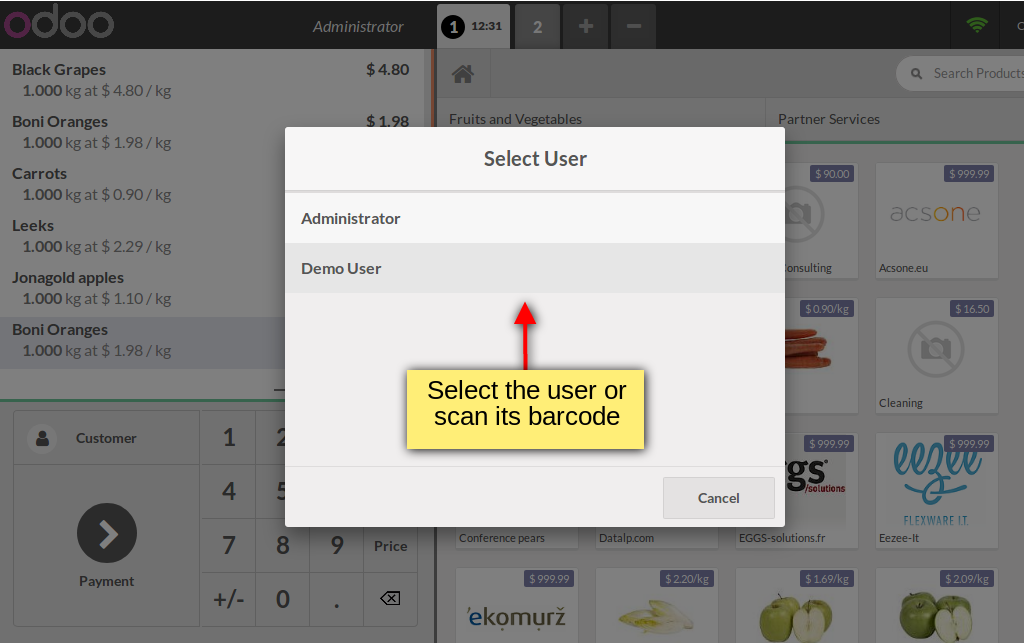 odoo
Administrator
1 12:31
2
+
−
Black Grapes $ 4.80
1.000 kg at $ 4.80 / kg
Boni Oranges $ 1.98
1.000 kg at $ 1.98 / kg
Carrots
1.000 kg at $ 0.90 / kg
Leeks
1.000 kg at $ 2.29 / kg
Jonagold apples
1.000 kg at $ 1.10 / kg
Boni Oranges
1.000 kg at $ 1.98 / kg
Customer
Payment
1
4
7 8 9 Price
+/- 0 .
Search Products
Fruits and Vegetables
Partner Services
Select User
Administrator
Demo User
Select the user or
scan its barcode
Cancel
$ 90.00
$ 999.99
acsone
Acsone.eu
$ 0.90/kg
$ 16.50
Cleaning
$ 999.99
$ 999.99
/solutions
eezee
FLEXWARE I.T.
Conference pears
Datalp.com
EGGS-solutions.fr
Eezee-It
$ 999.99
$ 2.20/kg
$ 1.69/kg
$ 2.09/kg
'ekomurž